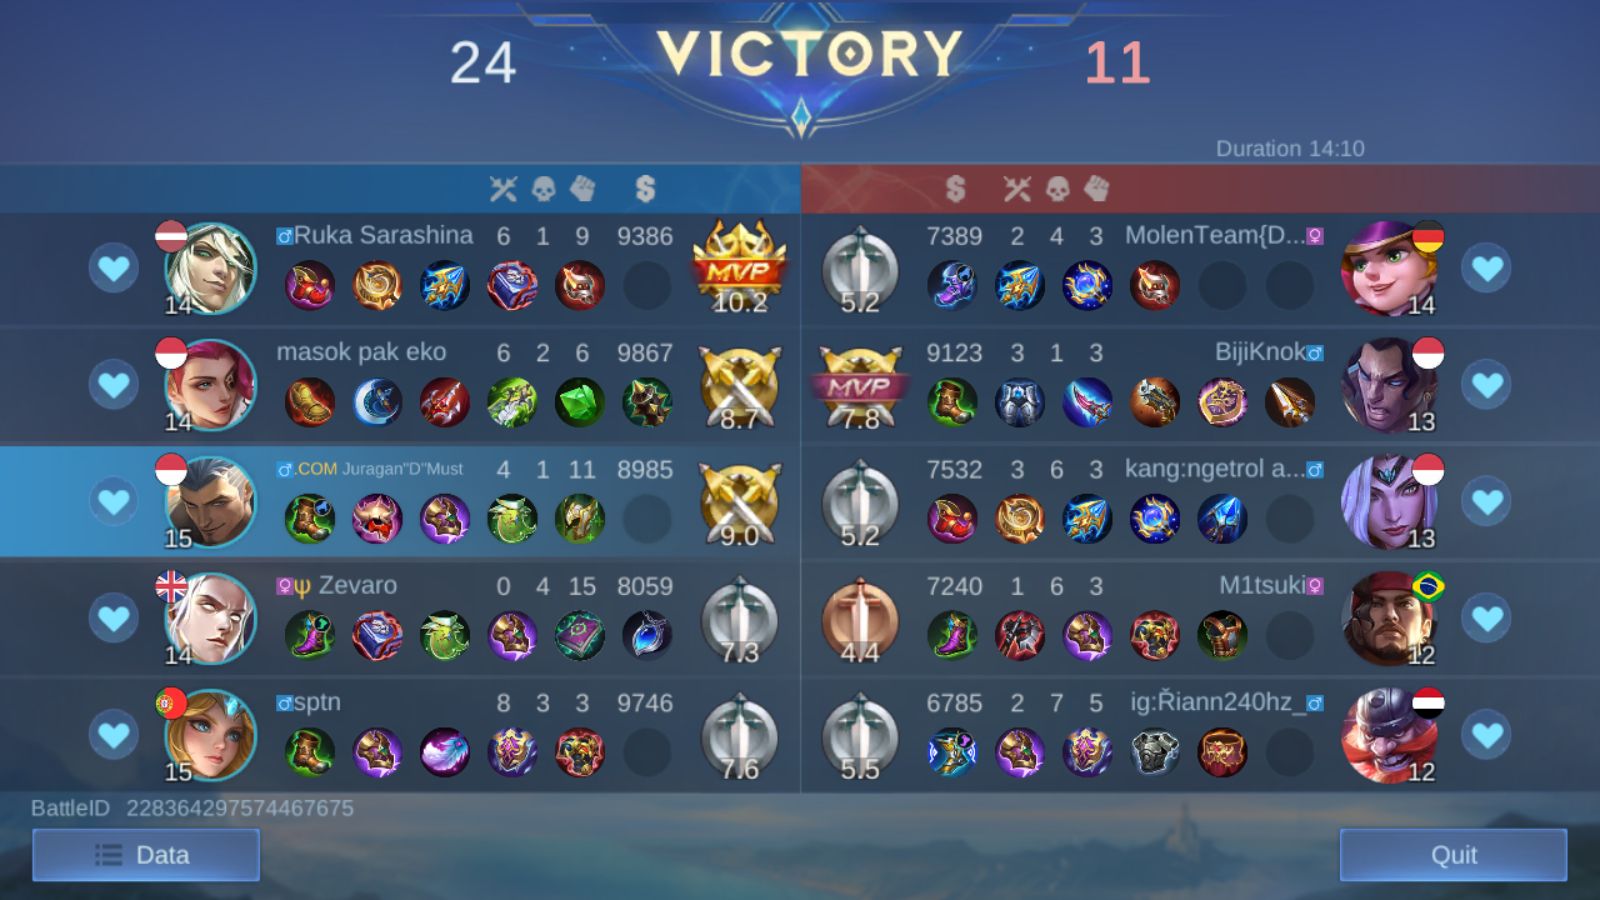 24 VICTORY 11
Duration 14:10
Ruka Sarashina 6 1 9 9386
14 MVP 10.2
5.2 7389 2 4 3 MolenTeam{D...
14
masok pak eko 6 2 6 9867
14 8.7
MVP 7.8 9123 3 1 3 BijiKnok
13
.COM Juragan"D"Must 4 1 11 8985
15 9.0
5.2 7532 3 6 3 kang:ngetrol a...
13
ψ Zevaro 0 4 15 8059
14 7.3
4.4 7240 1 6 3 M1tsuki
12
sptn 8 3 3 9746
15 7.6
5.5 6785 2 7 5 ig:Řiann240hz_
12
BattleID 228364297574467675
Data
Quit